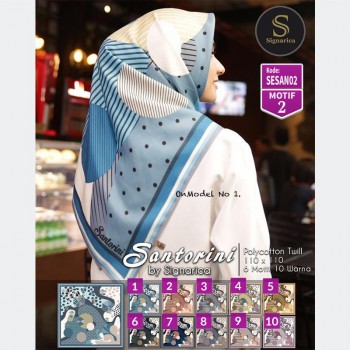 S
Signarica
Kode:
SESAN02
MOTIF
2
OnModel No 1.
Santorini
Santorini
by Signarica
Polycotton Twill
110 x 110
6 Motif 10 Warna
1 2 3 4 5
6 7 8 9 10